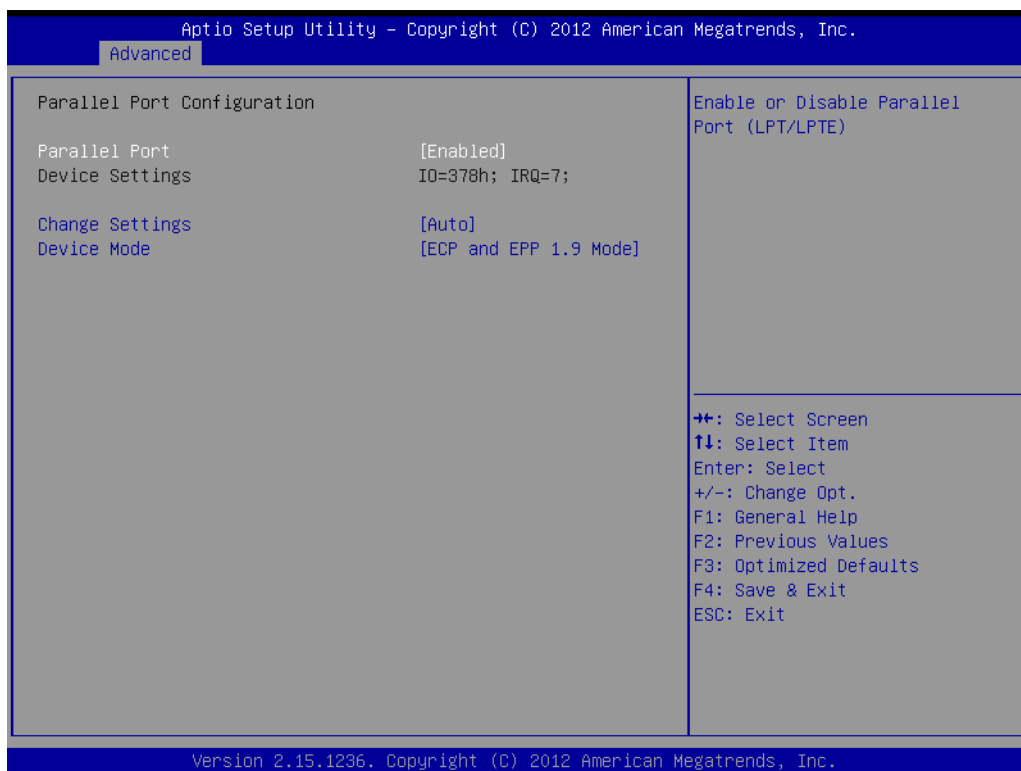 Aptio Setup Utility – Copyright (C) 2012 American Megatrends, Inc.
Advanced
Parallel Port Configuration
Parallel Port [Enabled]
Device Settings IO=378h; IRQ=7;
Change Settings [Auto]
Device Mode [ECP and EPP 1.9 Mode]
Enable or Disable Parallel
Port (LPT/LPTE)
→←: Select Screen
↑↓: Select Item
Enter: Select
+/-: Change Opt.
F1: General Help
F2: Previous Values
F3: Optimized Defaults
F4: Save & Exit
ESC: Exit
Version 2.15.1236. Copyright (C) 2012 American Megatrends, Inc.